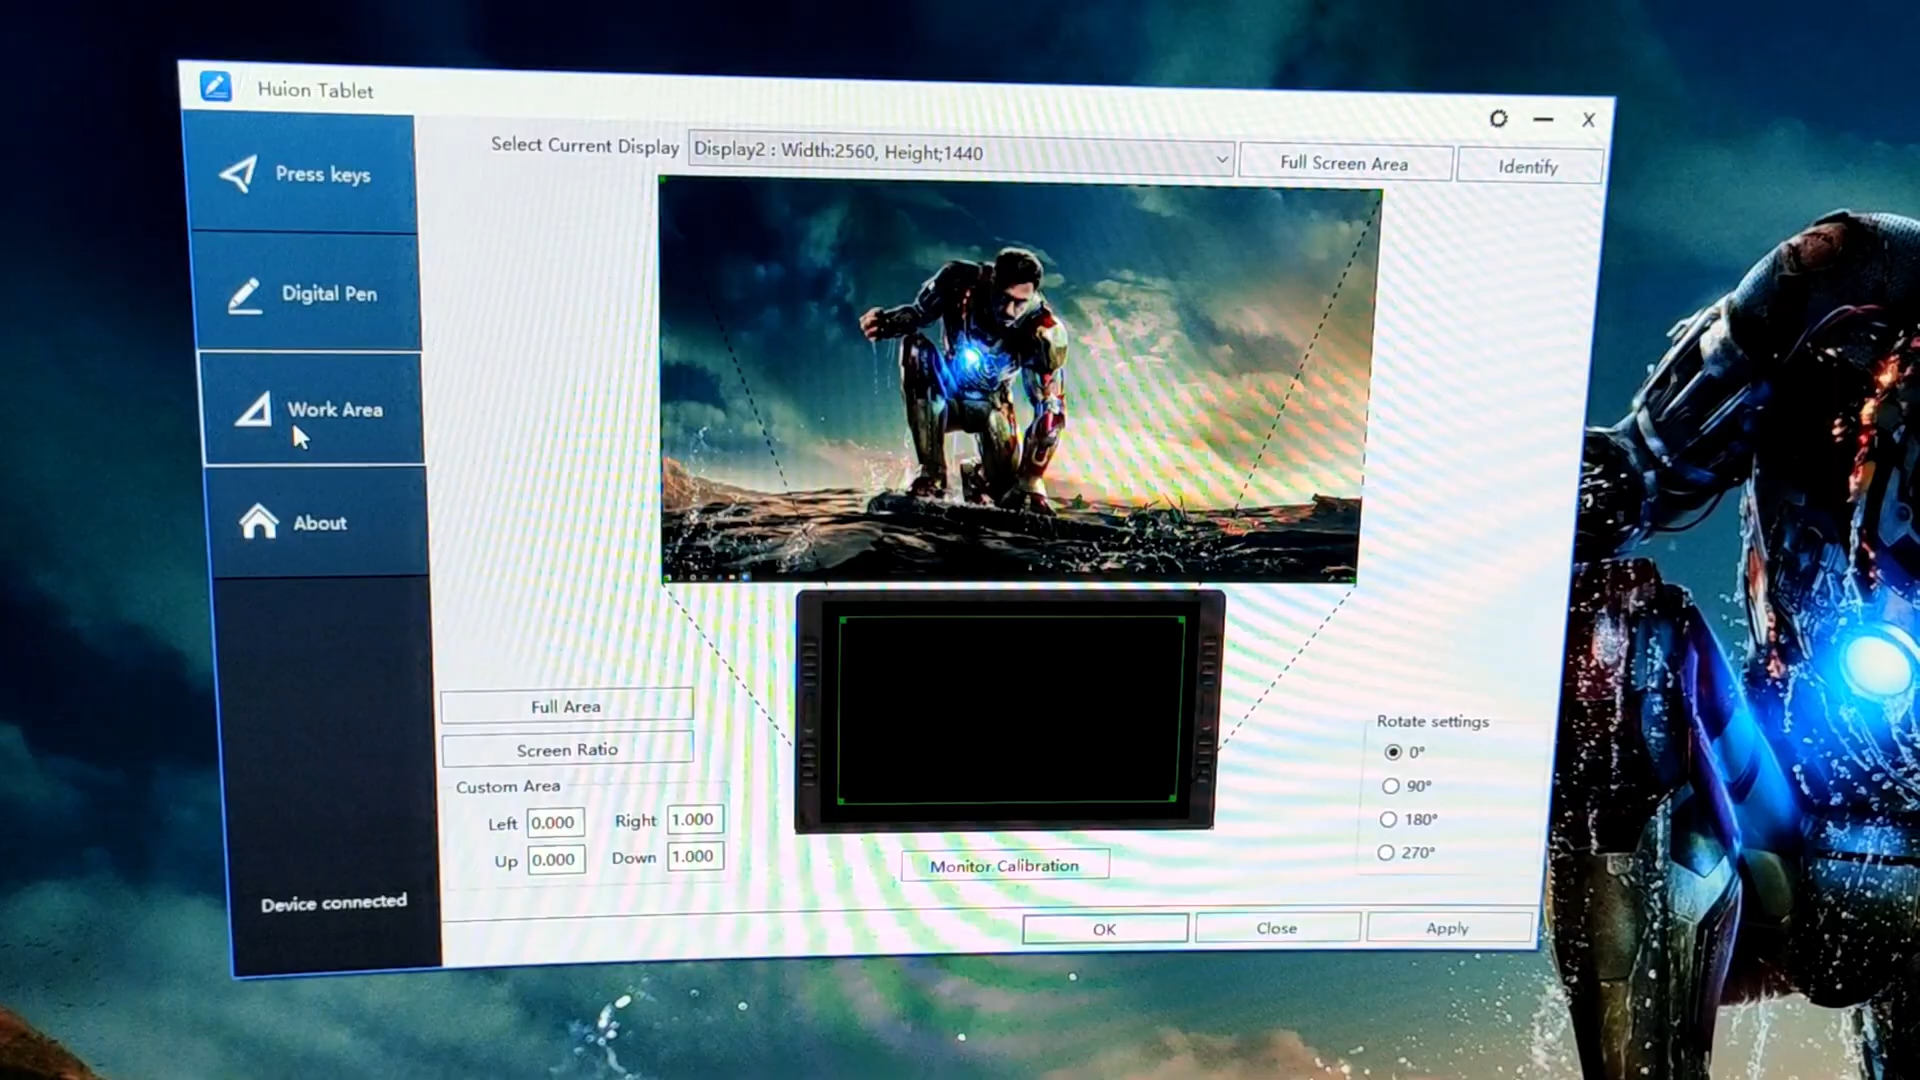 Huion Tablet
Select Current Display
Display2 : Width:2560, Height:1440
Full Screen Area
Identify
Press keys
Digital Pen
Work Area
About
Device connected
Full Area
Screen Ratio
Custom Area
Left 0.000 Right 1.000
Up 0.000 Down 1.000
Monitor Calibration
Rotate settings
0°
90°
180°
270°
OK
Close
Apply